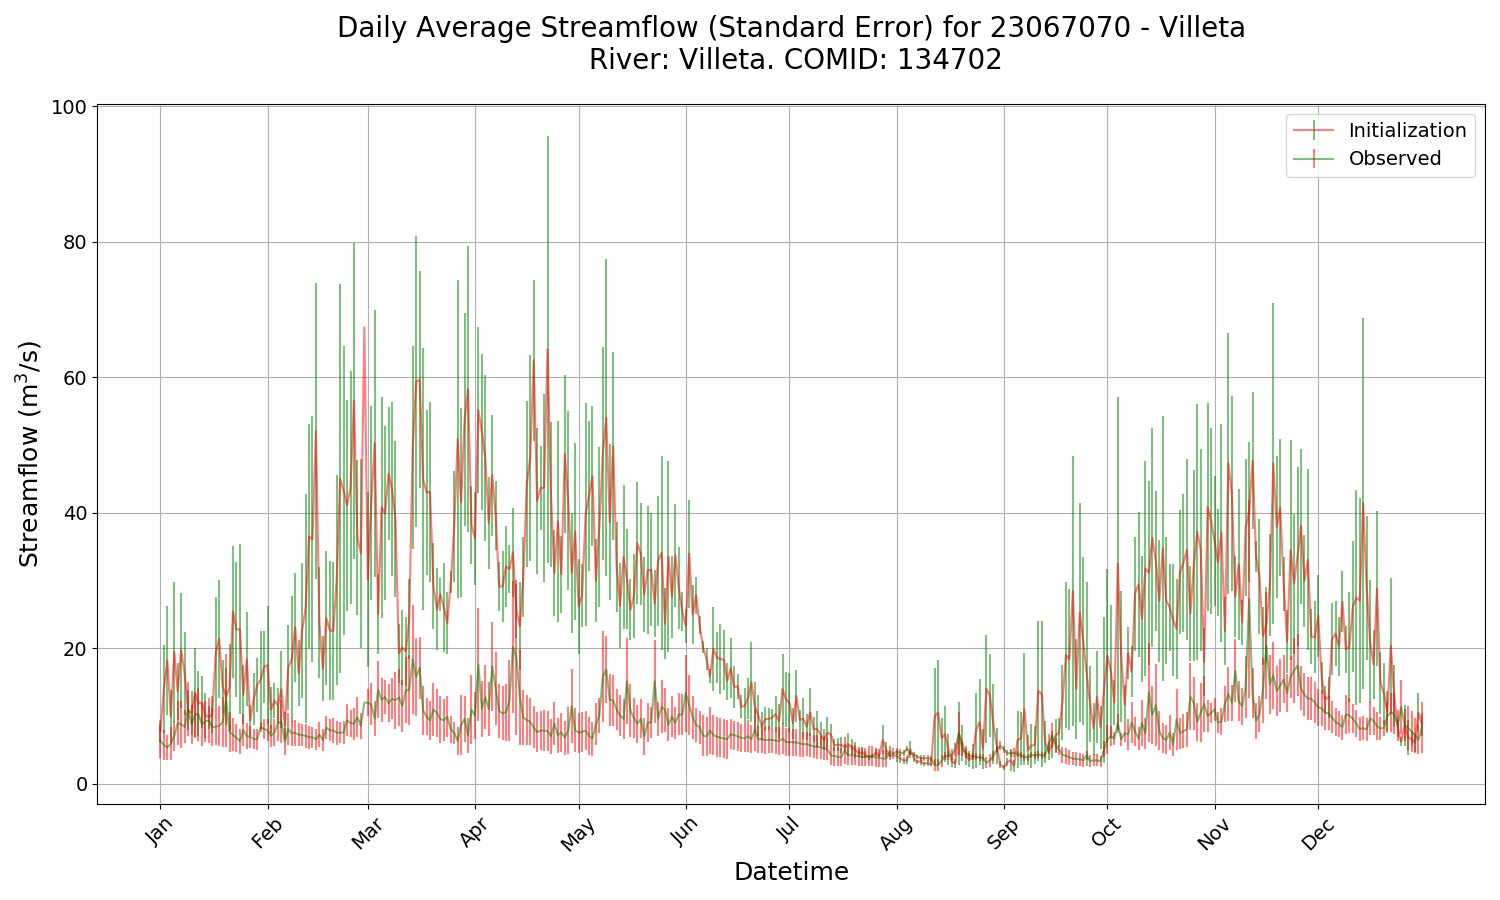 Daily Average Streamflow (Standard Error) for 23067070 - Villeta
River: Villeta. COMID: 134702
Initialization
Observed
Streamflow (m³/s)
100
80
60
40
20
0
Jan
Feb
Mar
Apr
May
Jun
Jul
Aug
Sep
Oct
Nov
Dec
Datetime